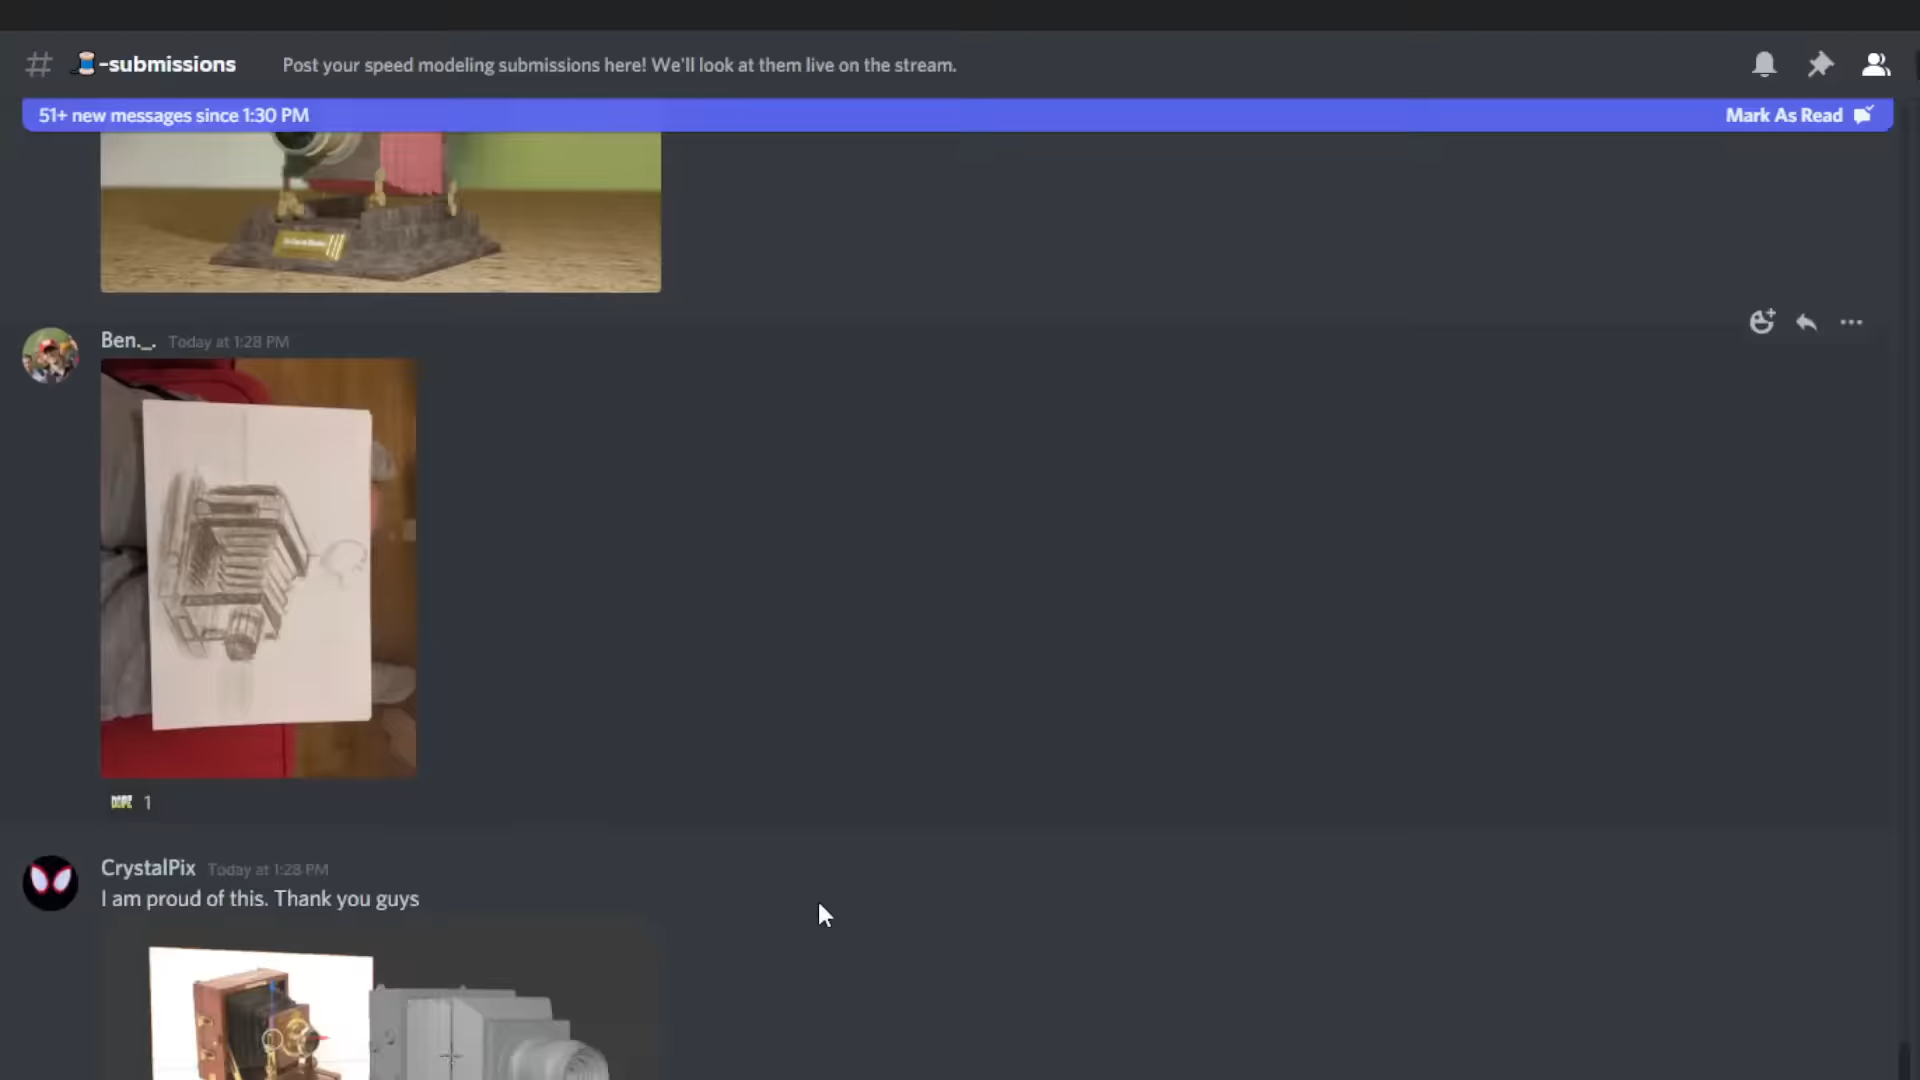 -submissions
Post your speed modeling submissions here! We'll look at them live on the stream.
51+ new messages since 1:30 PM
Mark As Read
Ben._.
Today at 1:28 PM
DOPE 1
CrystalPix
Today at 1:28 PM
I am proud of this. Thank you guys